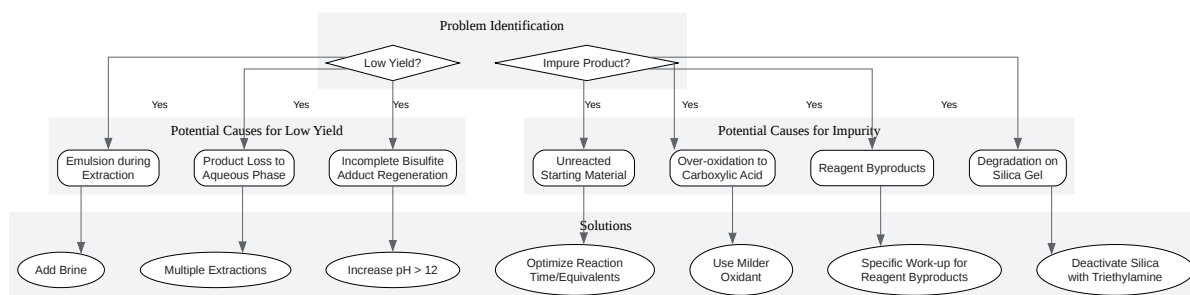 Problem Identification
Low Yield?
Impure Product?
Yes
Yes
Yes
Yes
Yes
Yes
Yes
Potential Causes for Low Yield
Potential Causes for Impurity
Emulsion during
Extraction
Product Loss to
Aqueous Phase
Incomplete Bisulfite
Adduct Regeneration
Unreacted
Starting Material
Over-oxidation to
Carboxylic Acid
Reagent Byproducts
Degradation on
Silica Gel
Solutions
Add Brine
Multiple Extractions
Increase pH > 12
Optimize Reaction
Time/Equivalents
Use Milder
Oxidant
Specific Work-up for
Reagent Byproducts
Deactivate Silica
with Triethylamine